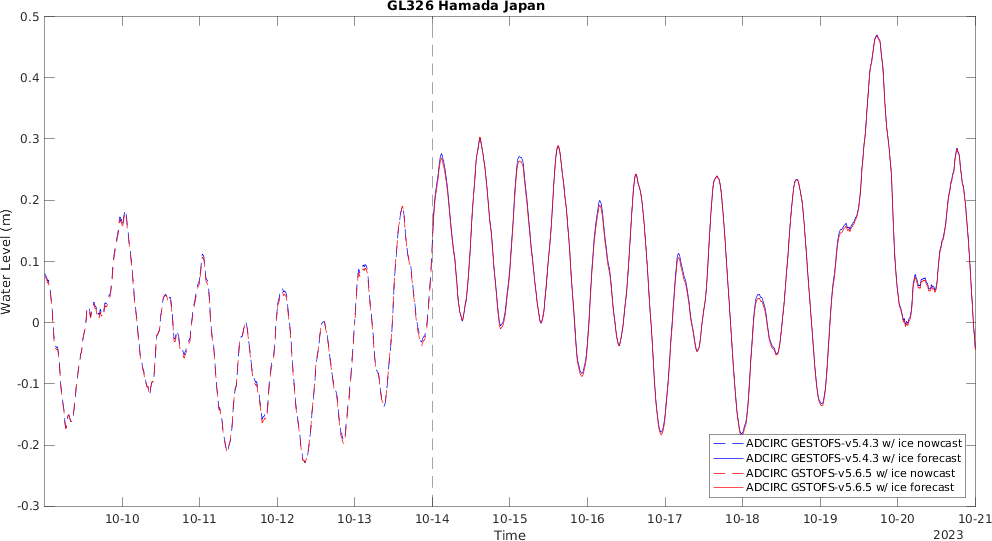 GL326 Hamada Japan
0.5
0.4
0.3
0.2
0.1
0
-0.1
-0.2
-0.3
Water Level (m)
ADCIRC GESTOFS-v5.4.3 w/ ice nowcast
ADCIRC GESTOFS-v5.4.3 w/ ice forecast
ADCIRC GSTOFS-v5.6.5 w/ ice nowcast
ADCIRC GSTOFS-v5.6.5 w/ ice forecast
10-10 10-11 10-12 10-13 10-14 10-15 10-16 10-17 10-18 10-19 10-20 10-21
Time
2023